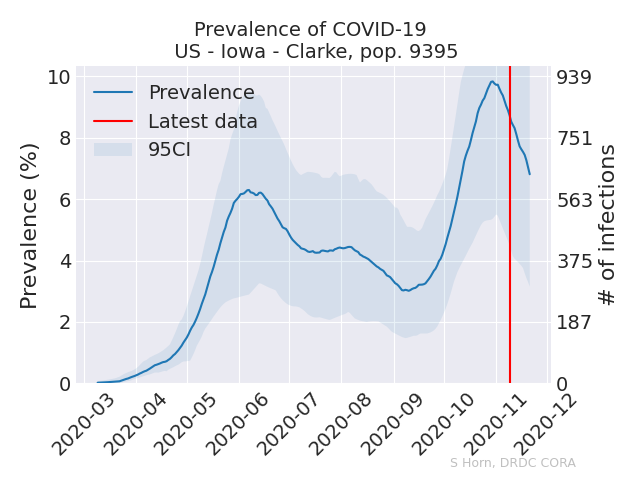 Prevalence of COVID-19
US - Iowa - Clarke, pop. 9395
Prevalence (%)
10
8
6
4
2
0
Prevalence
Latest data
95CI
939
751
563
375
187
0
# of infections
2020-03
2020-04
2020-05
2020-06
2020-07
2020-08
2020-09
2020-10
2020-11
2020-12
S Horn, DRDC CORA